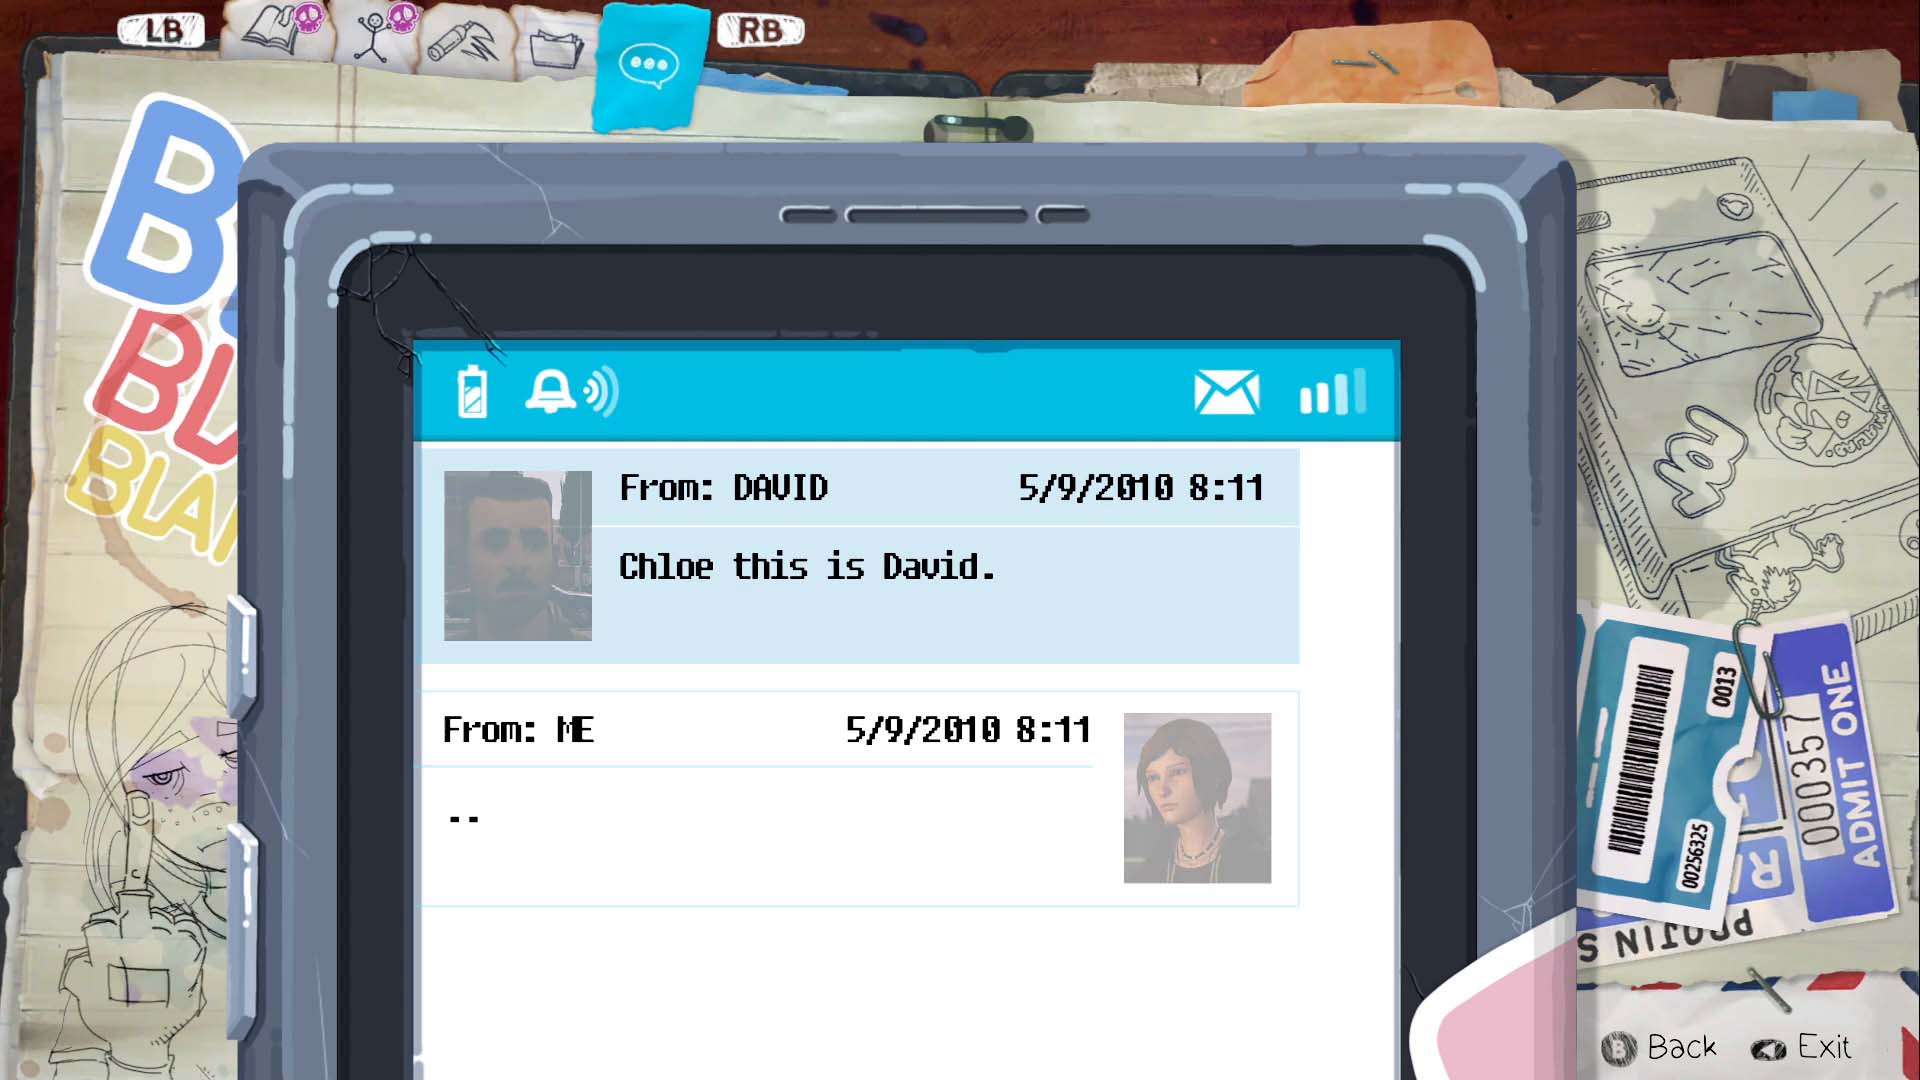 LB
RB
From: DAVID 5/9/2010 8:11
Chloe this is David.
From: ME 5/9/2010 8:11
--
you
0013
00256325
000357
ADMIT ONE
B Back
Exit